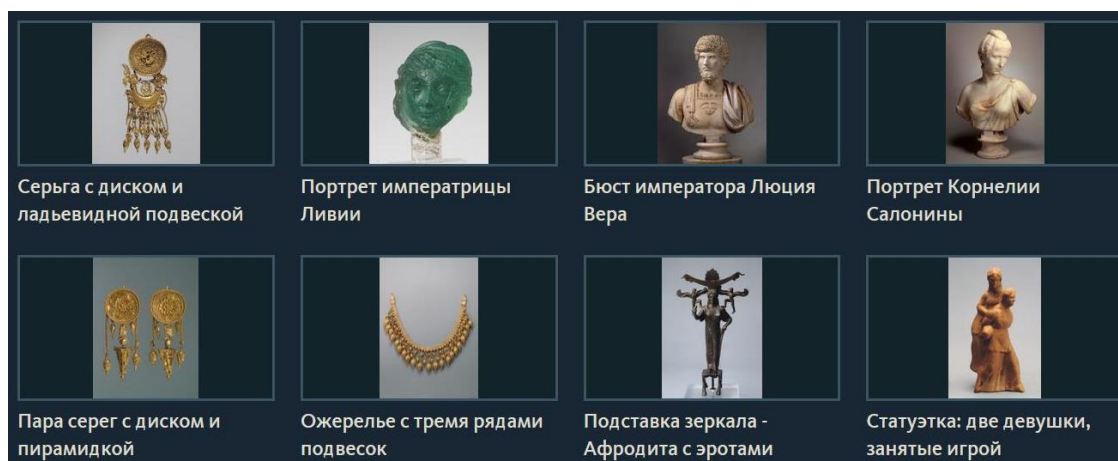 Серьга с диском и
ладьевидной подвеской
Портрет императрицы
Ливии
Бюст императора Люция
Вера
Портрет Корнелии
Салонины
Пара серег с диском и
пирамидкой
Ожерелье с тремя рядами
подвесок
Подставка зеркала -
Афродита с эротами
Статуэтка: две девушки,
занятые игрой